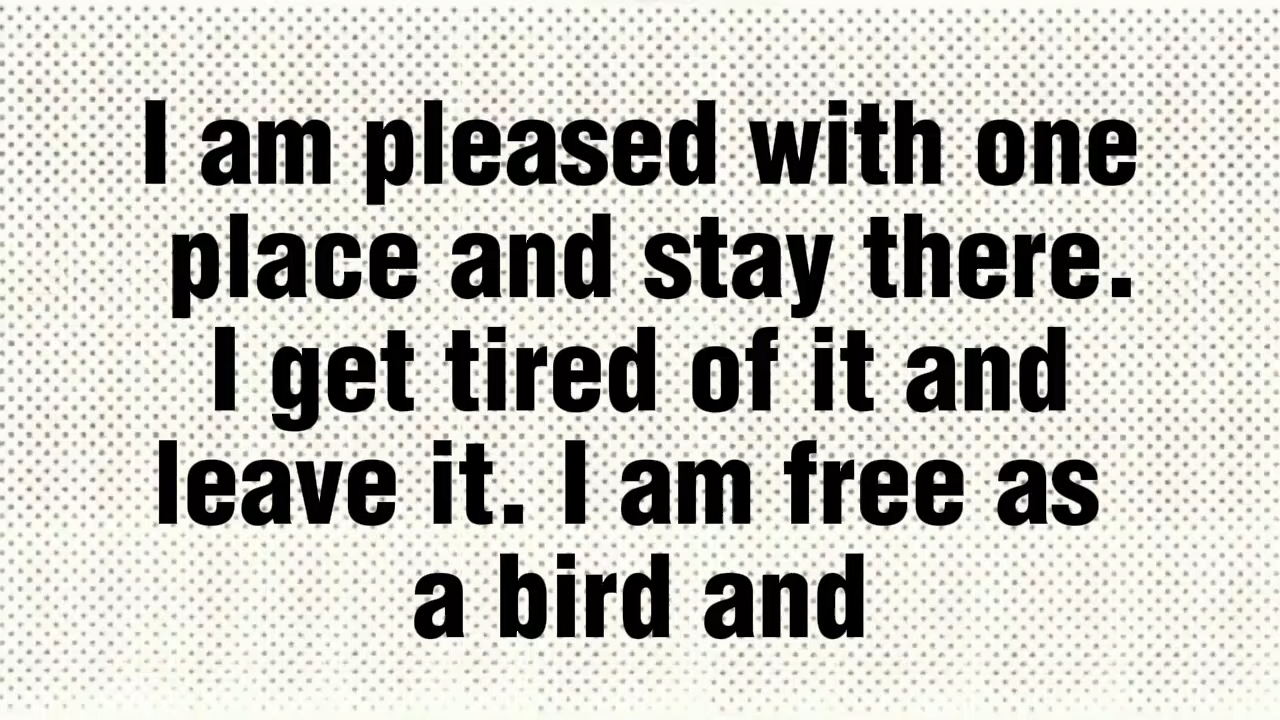 I am pleased with one
place and stay there.
I get tired of it and
leave it. I am free as
a bird and